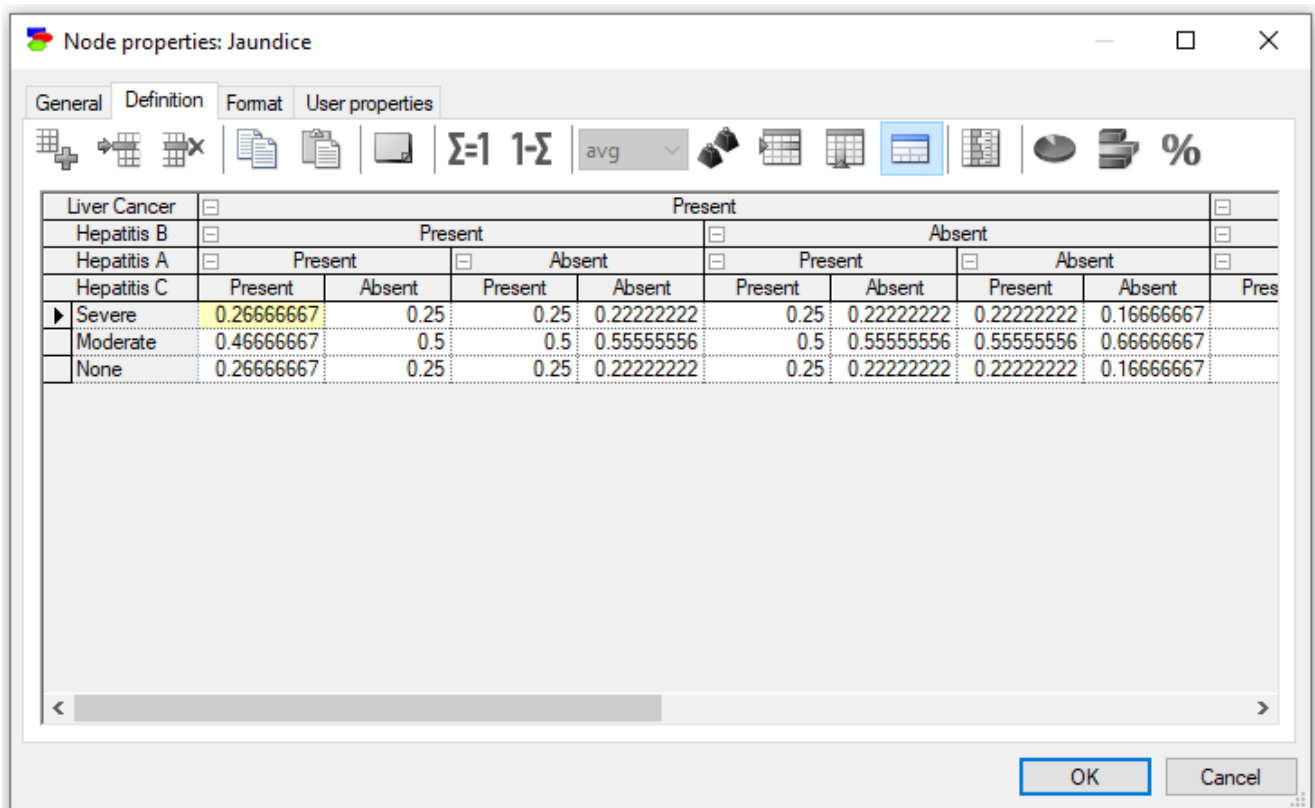 Node properties: Jaundice
General Definition Format User properties
Σ=1 1-Σ avg %
Liver Cancer Present
Hepatitis B Present Absent
Hepatitis A Present Absent Present Absent
Hepatitis C Present Absent Present Absent Present Absent Present Absent Pres
Severe 0.26666667 0.25 0.25 0.22222222 0.25 0.22222222 0.22222222 0.16666667
Moderate 0.46666667 0.5 0.5 0.55555556 0.5 0.55555556 0.55555556 0.66666667
None 0.26666667 0.25 0.25 0.22222222 0.25 0.22222222 0.22222222 0.16666667
OK Cancel